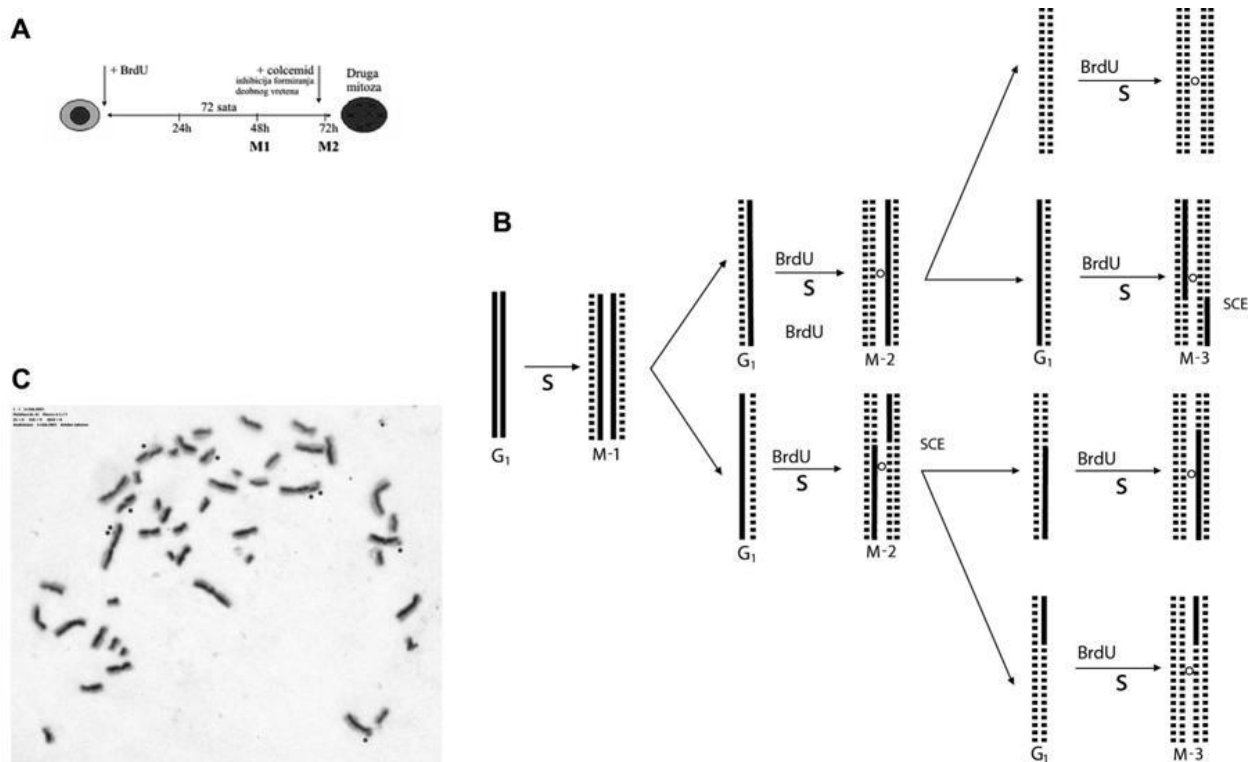 A
+ BrdU
+ colcemid
inhibicija formiranja
deobnog vretena
Druga
mitoza
72 sata
24h
48h
72h
M1
M2
B
G1
S
M-1
G1
BrdU
S
BrdU
M-2
G1
BrdU
S
M-2
SCE
BrdU
S
G1
BrdU
S
M-3
SCE
BrdU
S
G1
BrdU
S
M-3
C